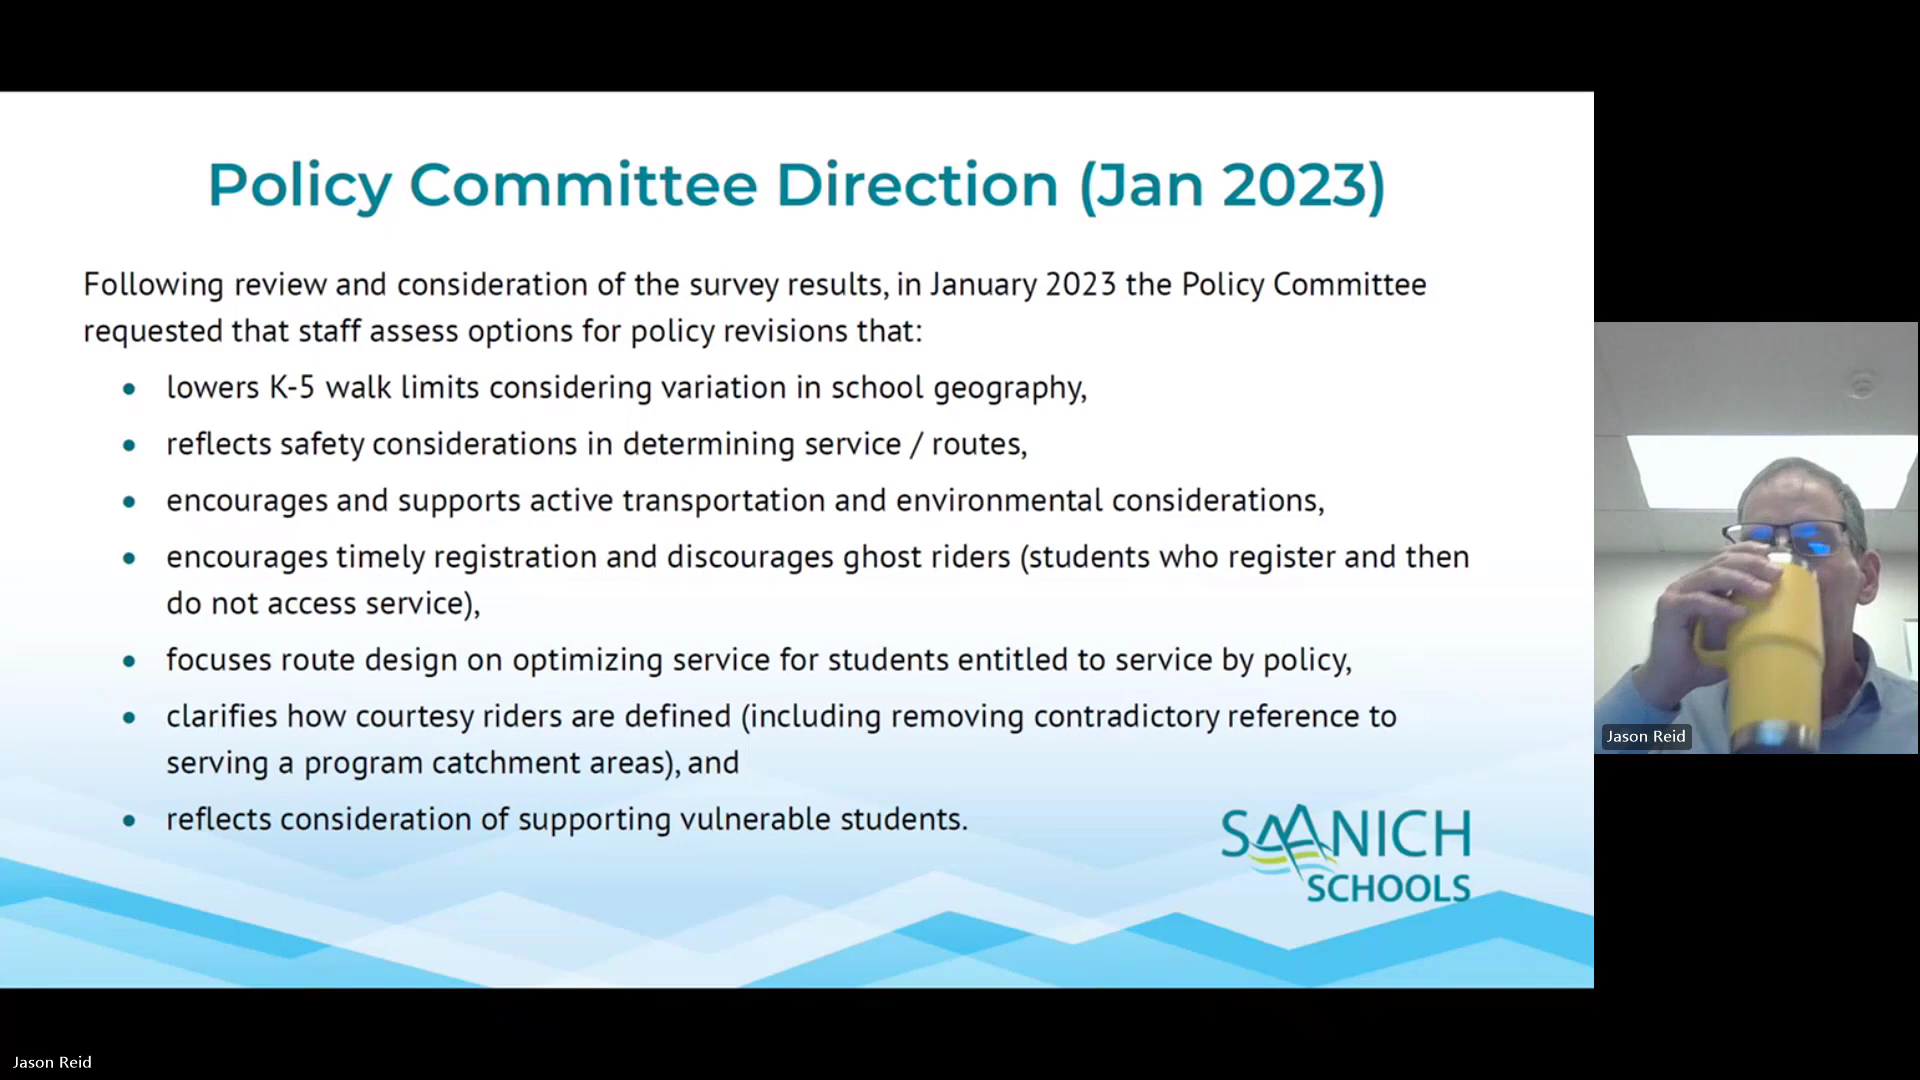 Policy Committee Direction (Jan 2023)
Following review and consideration of the survey results, in January 2023 the Policy Committee
requested that staff assess options for policy revisions that:
• lowers K-5 walk limits considering variation in school geography,
• reflects safety considerations in determining service / routes,
• encourages and supports active transportation and environmental considerations,
• encourages timely registration and discourages ghost riders (students who register and then
do not access service),
• focuses route design on optimizing service for students entitled to service by policy,
• clarifies how courtesy riders are defined (including removing contradictory reference to
serving a program catchment areas), and
• reflects consideration of supporting vulnerable students.
SAANICH
SCHOOLS
Jason Reid
Jason Reid